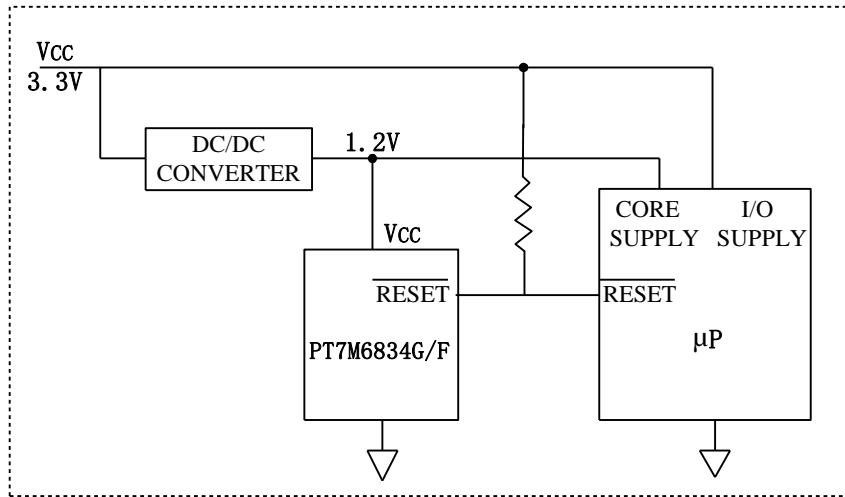 VCC
3.3V
DC/DC
CONVERTER
1.2V
VCC
RESET
PT7M6834G/F
CORE
SUPPLY
I/O
SUPPLY
RESET
μP